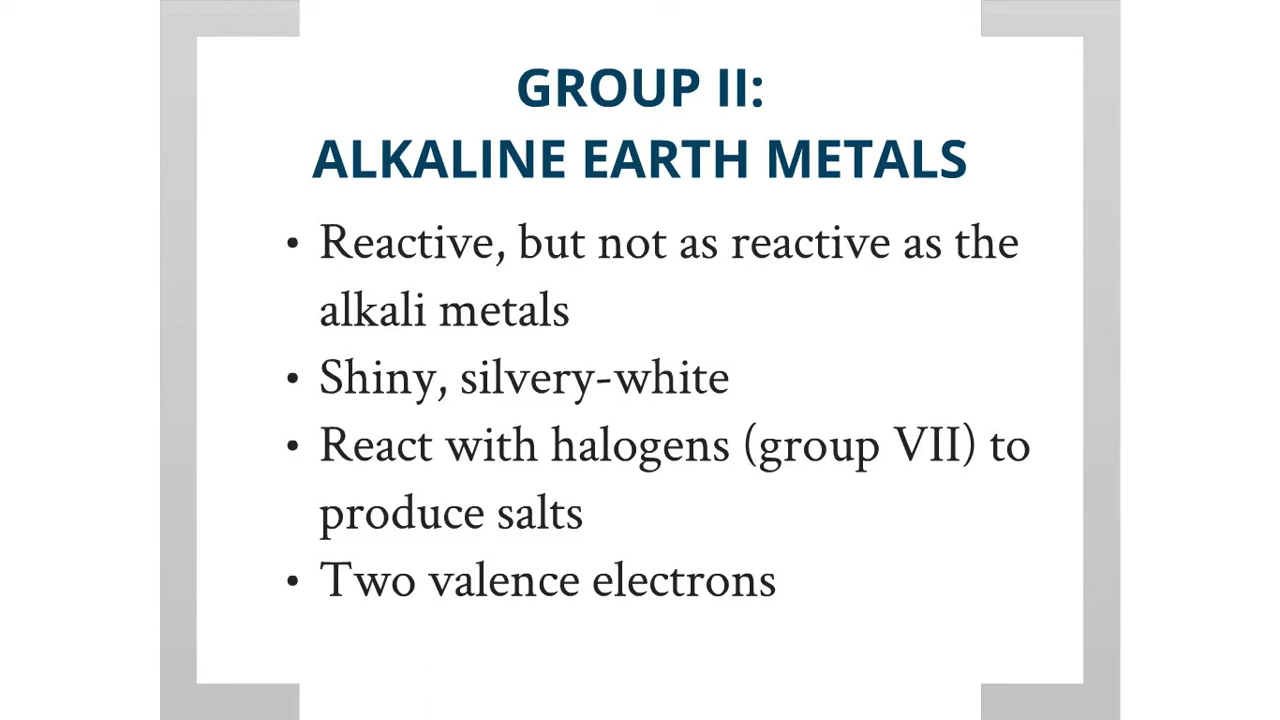 GROUP II:
ALKALINE EARTH METALS
• Reactive, but not as reactive as the
alkali metals
• Shiny, silvery-white
• React with halogens (group VII) to
produce salts
• Two valence electrons